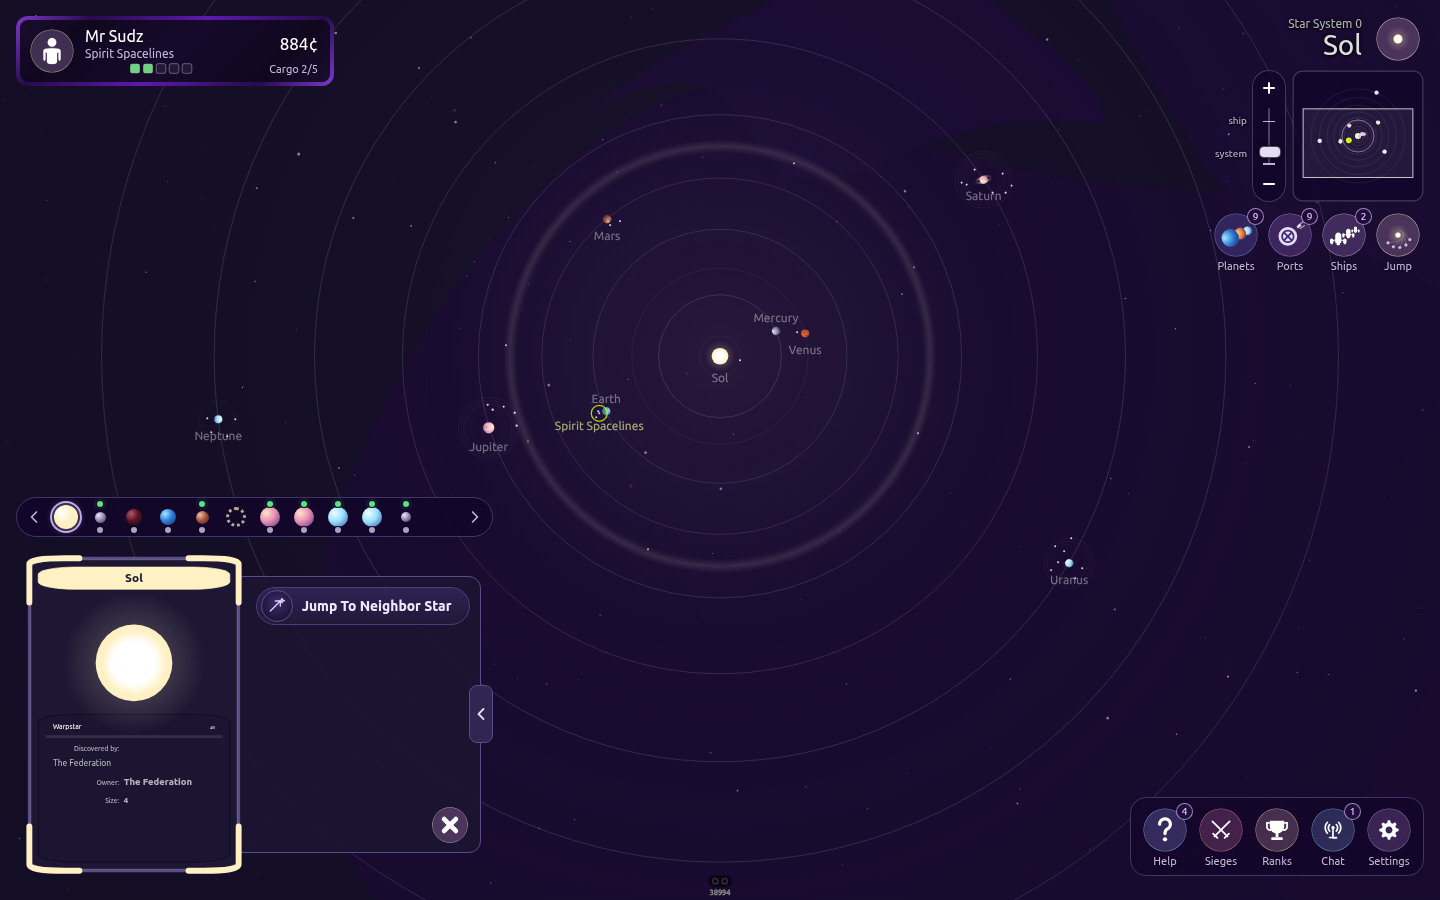 Mr Sudz
Spirit Spacelines
884¢
Cargo 2/5
Star System 0
Sol
ship
system
9
9
2
Planets
Ports
Ships
Jump
Saturn
Mars
Mercury
Venus
Sol
Earth
Spirit Spacelines
Neptune
Jupiter
Uranus
Sol
Jump To Neighbor Star
Warpstar
Discovered by:
The Federation
Owner: The Federation
Size: 4
4
1
Help
Sieges
Ranks
Chat
Settings
38994